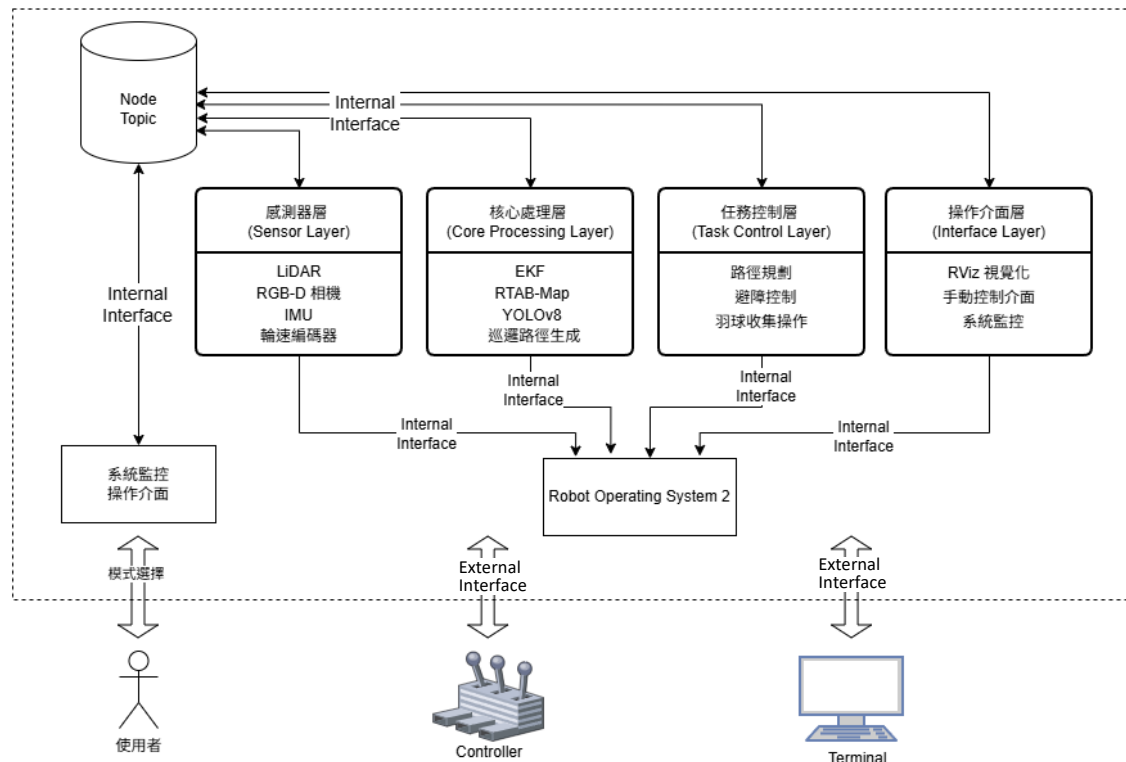 Node
Topic
Internal
Interface
感測器層
(Sensor Layer)
LiDAR
RGB-D 相機
IMU
輪速編碼器
核心處理層
(Core Processing Layer)
EKF
RTAB-Map
YOLOv8
巡邏路徑生成
任務控制層
(Task Control Layer)
路徑規劃
避障控制
羽球收集操作
操作介面層
(Interface Layer)
RViz 視覺化
手動控制介面
系統監控
Internal
Interface
Internal
Interface
Internal
Interface
Internal
Interface
Internal
Interface
系統監控
操作介面
Robot Operating System 2
模式選擇
External
Interface
External
Interface
使用者
Controller
Terminal